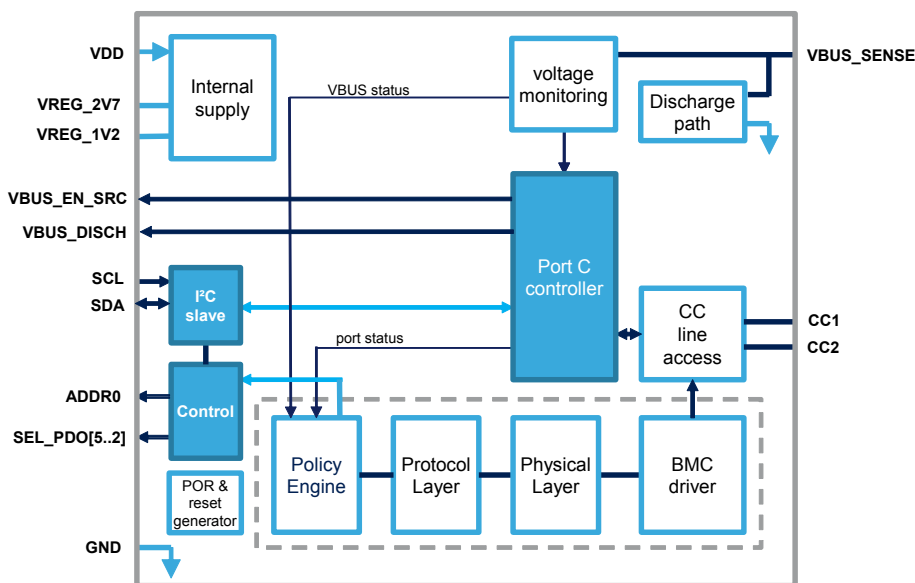 VDD
Internal
supply
VREG_2V7
VREG_1V2
VBUS status
voltage
monitoring
VBUS_SENSE
Discharge
path
VBUS_EN_SRC
VBUS_DISCH
SCL
SDA
I²C
slave
Port C
controller
CC
line
access
CC1
CC2
port status
ADDR0
Control
SEL_PDO[5..2]
POR &
reset
generator
Policy
Engine
Protocol
Layer
Physical
Layer
BMC
driver
GND